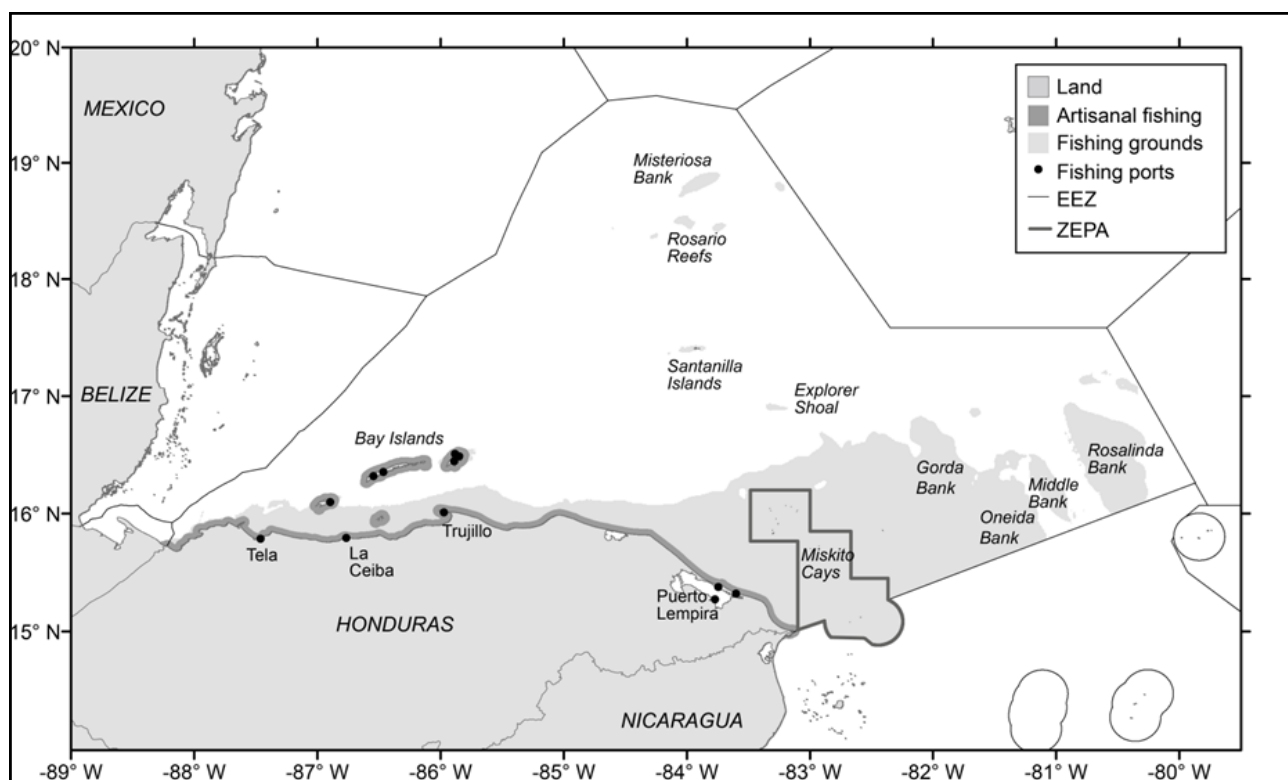 20° N
19° N
18° N
17° N
16° N
15° N
MEXICO
BELIZE
HONDURAS
NICARAGUA
Misteriosa
Bank
Rosario
Reefs
Santanilla
Islands
Explorer
Shoal
Bay Islands
Gorda
Bank
Rosalinda
Bank
Middle
Bank
Oneida
Bank
Miskito
Cays
Tela
La
Ceiba
Trujillo
Puerto
Lempira
Land
Artisanal fishing
Fishing grounds
Fishing ports
EEZ
ZEPA
-89° W
-88° W
-87° W
-86° W
-85° W
-84° W
-83° W
-82° W
-81° W
-80° W